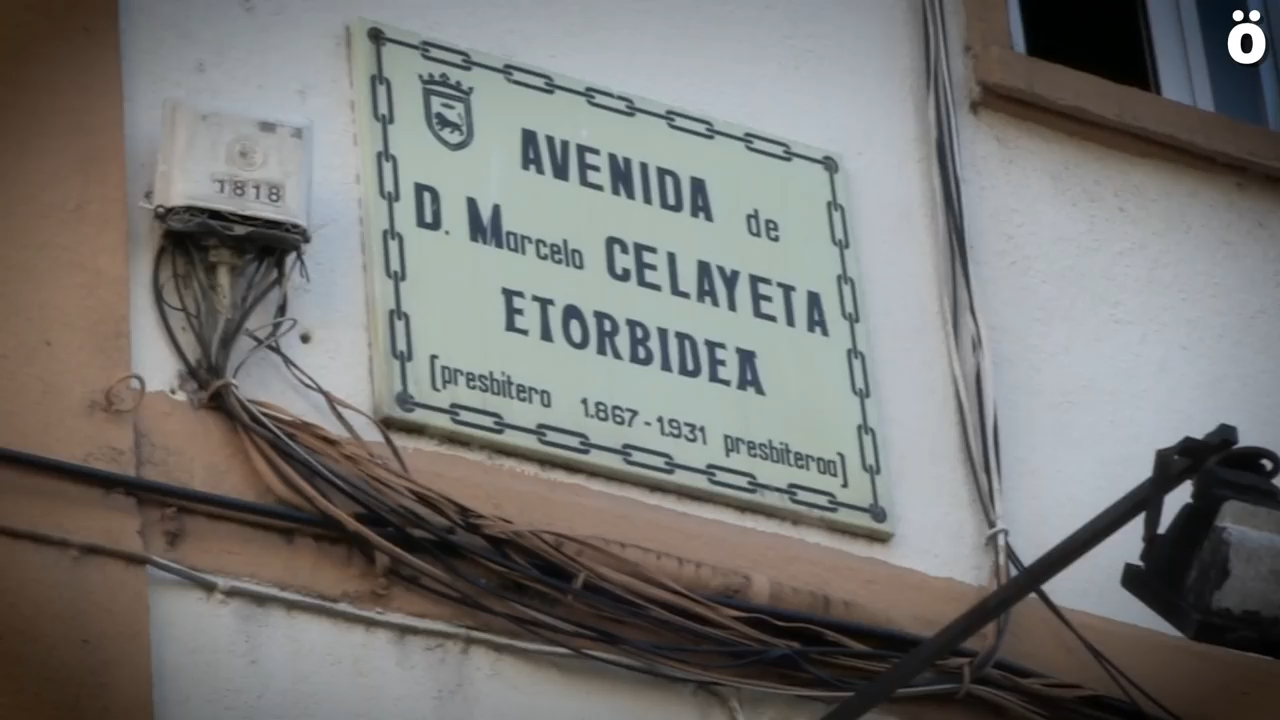 ö
1818
AVENIDA de
D. Marcelo CELAYETA
ETORBIDEA
(presbitero 1.867-1.931 presbiteroa)